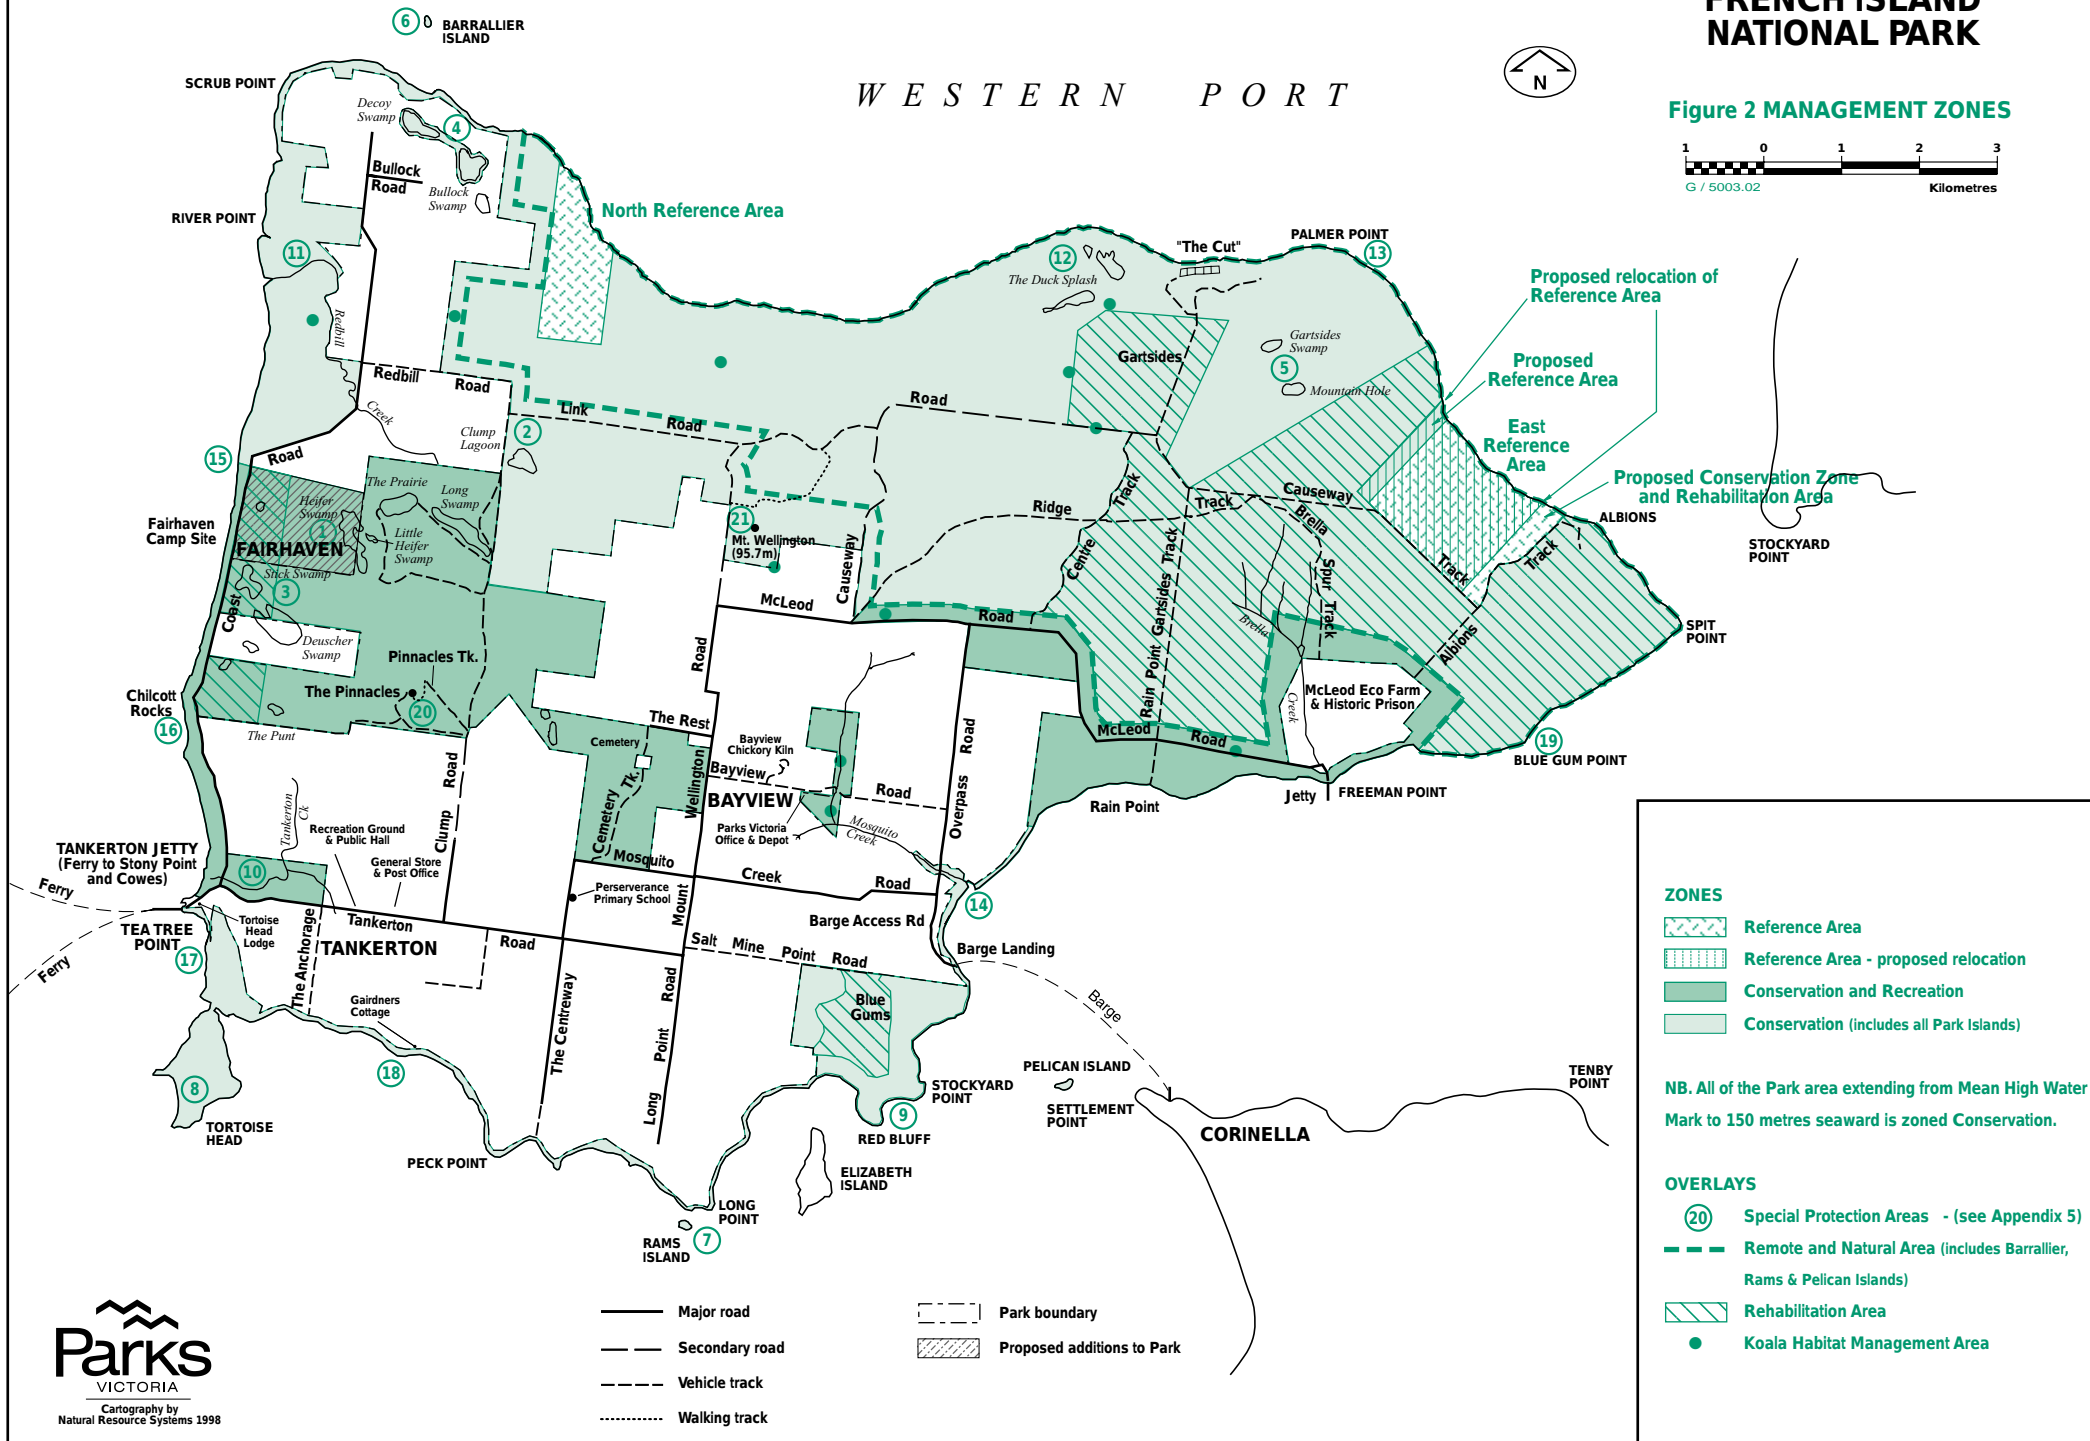 FRENCH ISLAND
NATIONAL PARK
Figure 2 MANAGEMENT ZONES
1 0 1 2 3
G / 5003.02
Kilometres
N
WESTERN PORT
6
BARRALLIER
ISLAND
SCRUB POINT
Decoy
Swamp
4
Bullock
Road
Bullock
Swamp
RIVER POINT
11
North Reference Area
12
The Duck Splash
"The Cut"
PALMER POINT
13
Proposed relocation of
Reference Area
Proposed
Reference Area
East
Reference
Area
Proposed Conservation Zone
and Rehabilitation Area
ALBIONS
STOCKYARD
POINT
Redbill
Creek
Redbill
Road
Link
Road
Road
Gartsides
Gartsides
Swamp
5
Mountain Hole
Clump
Lagoon
2
15
Road
The Prairie
Long
Swamp
Heifer
Swamp
1
Little
Heifer
Swamp
Fairhaven
Camp Site
FAIRHAVEN
Stick Swamp
3
Coast
Deuscher
Swamp
21
Mt. Wellington
(95.7m)
Causeway
Ridge
Track
Track
Causeway
Centre
Brella
Spur
Track
Track
Track
Albions
Rain Point Gartsides Track
Brella
Creek
McLeod
Road
Road
SPIT
POINT
Pinnacles Tk.
The Pinnacles
20
Chilcott
Rocks
16
The Punt
The Rest
Cemetery
Bayview
Chickory Kiln
Bayview
Road
BAYVIEW
Wellington
Cemetery
Tk.
Parks Victoria
Office & Depot
Mosquito
Creek
Overpass
Road
McLeod
Road
McLeod Eco Farm
& Historic Prison
19
BLUE GUM POINT
Jetty
FREEMAN POINT
Rain Point
Tankerton
Ck
Clump
Road
Recreation Ground
& Public Hall
General Store
& Post Office
TANKERTON JETTY
(Ferry to Stony Point
and Cowes)
10
Ferry
Ferry
TEA TREE
POINT
17
Tortoise
Head
Lodge
The Anchorage
Tankerton
Road
TANKERTON
Mosquito
Creek
Road
Perserverance
Primary School
Mount
Barge Access Rd
14
Barge Landing
Barge
Salt Mine Point Road
Blue
Gums
The Centreway
Long
Point
Road
Gairdners
Cottage
18
8
TORTOISE
HEAD
PECK POINT
STOCKYARD
POINT
9
RED BLUFF
ELIZABETH
ISLAND
LONG
POINT
RAMS
ISLAND
7
PELICAN ISLAND
SETTLEMENT
POINT
CORINELLA
TENBY
POINT
ZONES
Reference Area
Reference Area - proposed relocation
Conservation and Recreation
Conservation (includes all Park Islands)
NB. All of the Park area extending from Mean High Water
Mark to 150 metres seaward is zoned Conservation.
OVERLAYS
20
Special Protection Areas - (see Appendix 5)
Remote and Natural Area (includes Barrallier,
Rams & Pelican Islands)
Rehabilitation Area
Koala Habitat Management Area
Major road
Secondary road
Vehicle track
Walking track
Park boundary
Proposed additions to Park
Parks
VICTORIA
Cartography by
Natural Resource Systems 1998